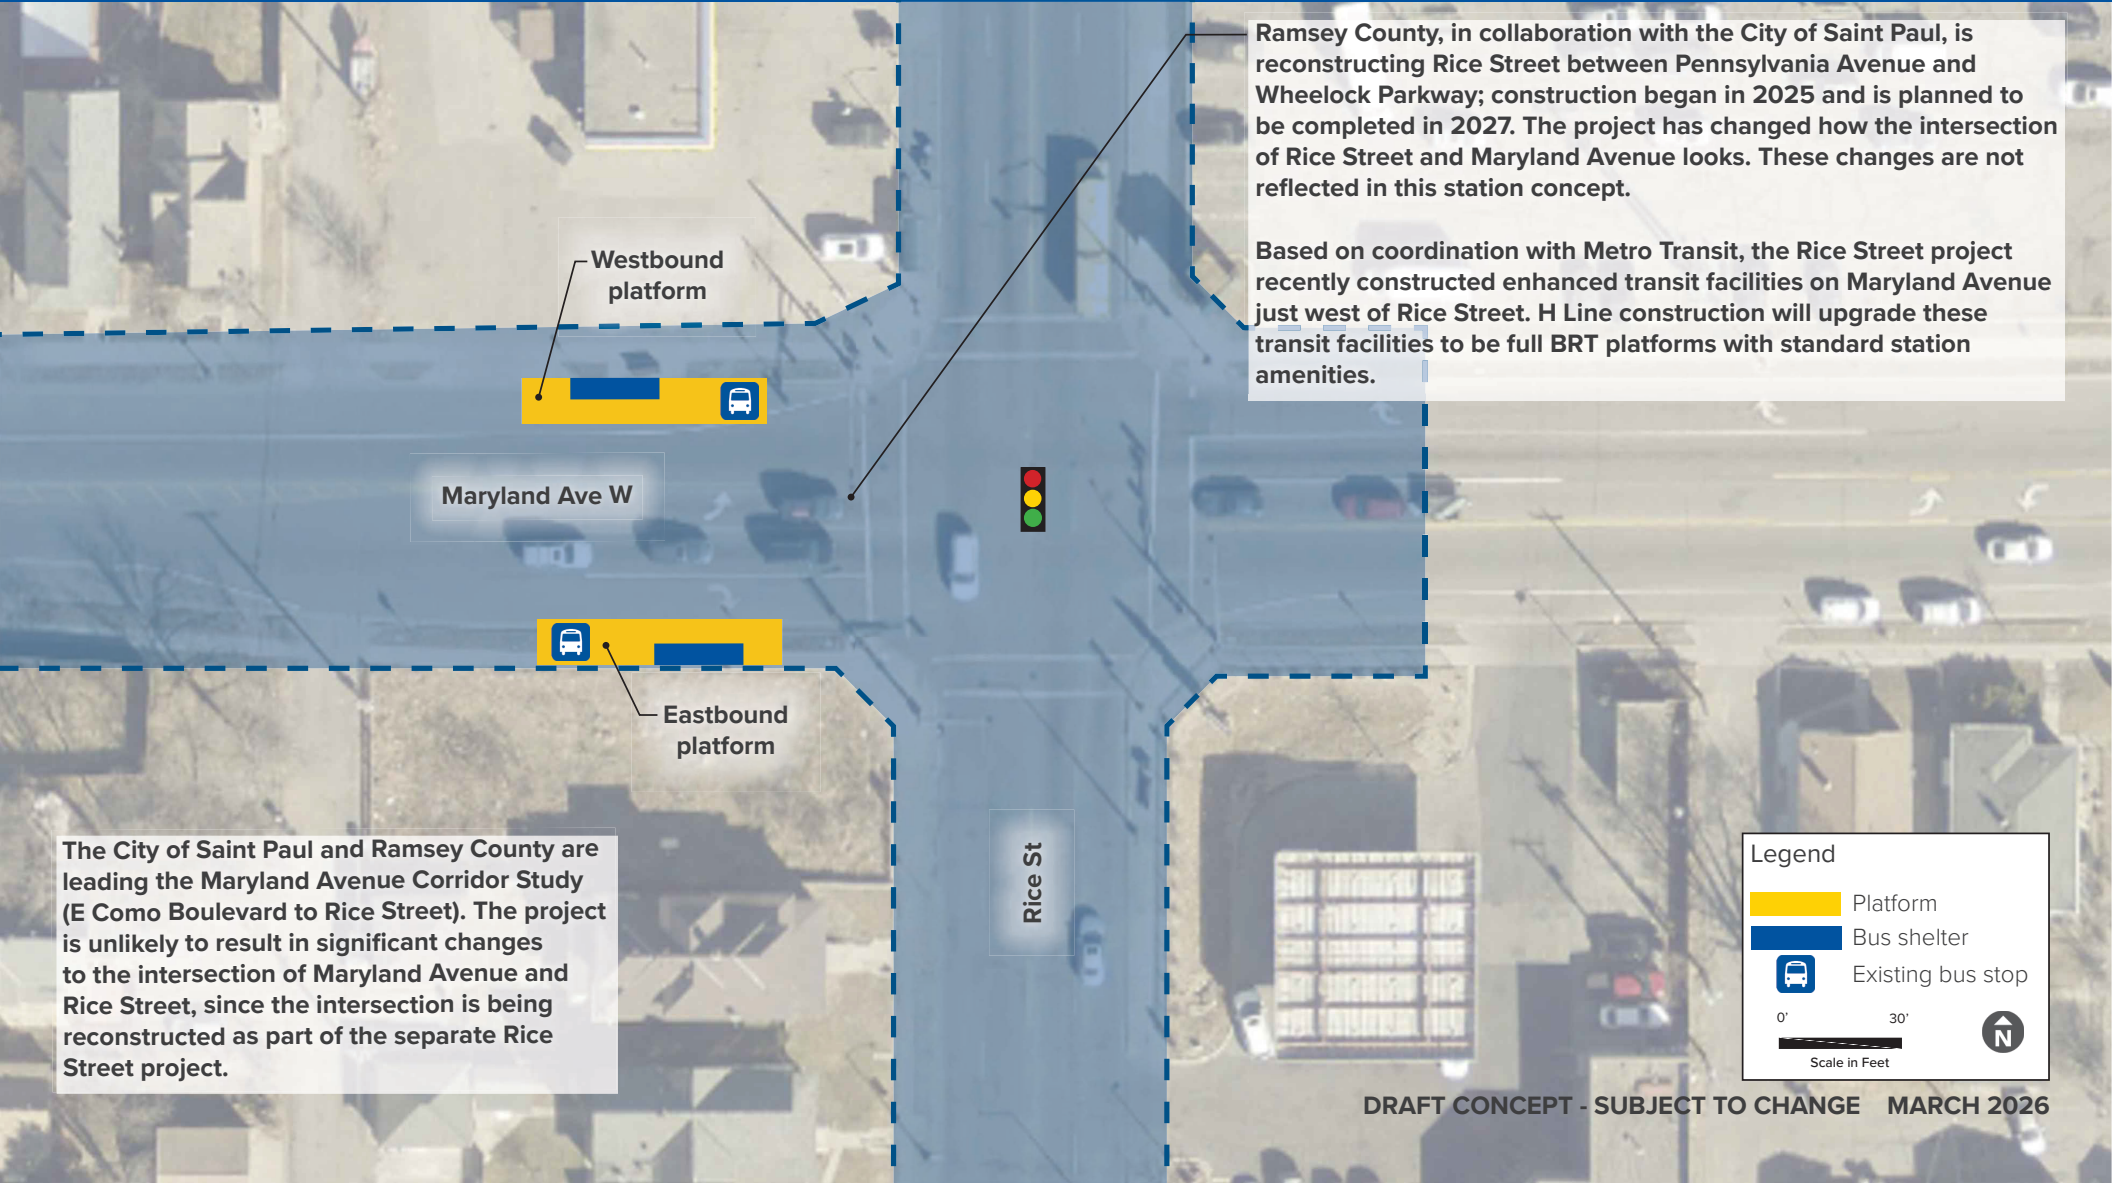 Ramsey County, in collaboration with the City of Saint Paul, is
reconstructing Rice Street between Pennsylvania Avenue and
Wheelock Parkway; construction began in 2025 and is planned to
be completed in 2027. The project has changed how the intersection
of Rice Street and Maryland Avenue looks. These changes are not
reflected in this station concept.
Based on coordination with Metro Transit, the Rice Street project
recently constructed enhanced transit facilities on Maryland Avenue
just west of Rice Street. H Line construction will upgrade these
transit facilities to be full BRT platforms with standard station
amenities.
Westbound
platform
Maryland Ave W
Eastbound
platform
Rice St
The City of Saint Paul and Ramsey County are
leading the Maryland Avenue Corridor Study
(E Como Boulevard to Rice Street). The project
is unlikely to result in significant changes
to the intersection of Maryland Avenue and
Rice Street, since the intersection is being
reconstructed as part of the separate Rice
Street project.
Legend
Platform
Bus shelter
Existing bus stop
0' 30'
Scale in Feet
N
DRAFT CONCEPT - SUBJECT TO CHANGE MARCH 2026